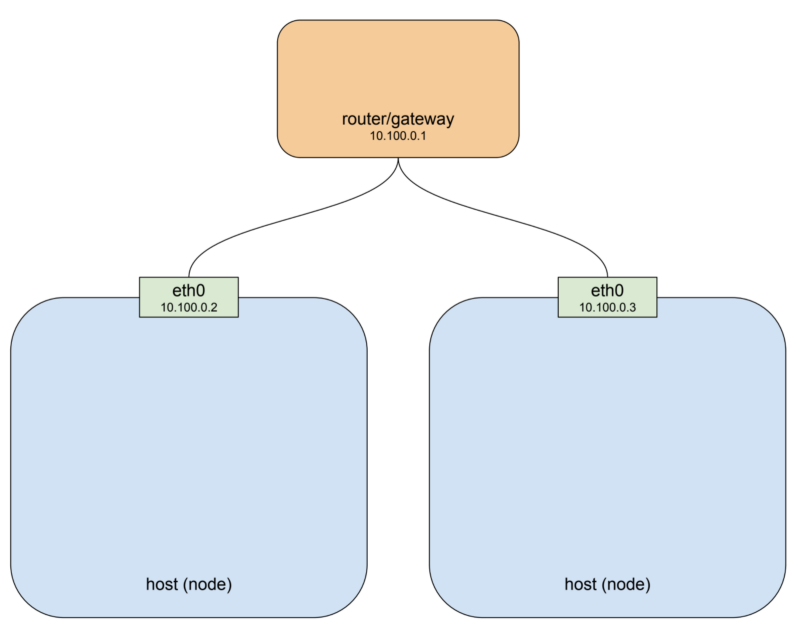 router/gateway
10.100.0.1
eth0
10.100.0.2
eth0
10.100.0.3
host (node)
host (node)